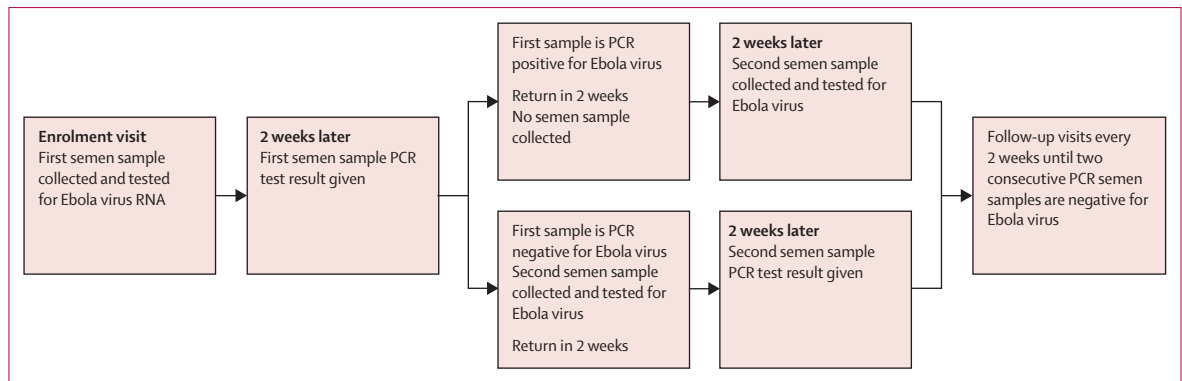 Enrolment visit
First semen sample
collected and tested
for Ebola virus RNA
2 weeks later
First semen sample PCR
test result given
First sample is PCR
positive for Ebola virus
Return in 2 weeks
No semen sample
collected
2 weeks later
Second semen sample
collected and tested for
Ebola virus
First sample is PCR
negative for Ebola virus
Second semen sample
collected and tested for
Ebola virus
Return in 2 weeks
2 weeks later
Second semen sample
PCR test result given
Follow-up visits every
2 weeks until two
consecutive PCR semen
samples are negative for
Ebola virus